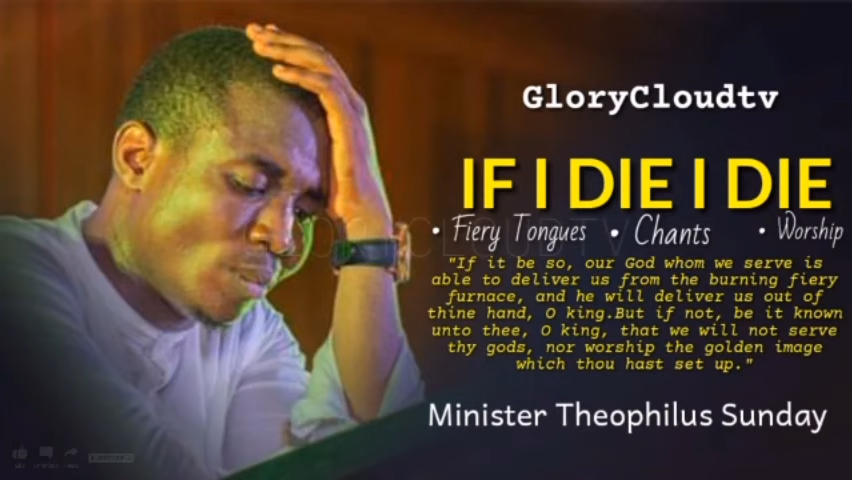 GloryCloudtv
IF I DIE I DIE
• Fiery Tongues • Chants • Worship
"If it be so, our God whom we serve is
able to deliver us from the burning fiery
furnace, and he will deliver us out of
thine hand, O king.But if not, be it known
unto thee, O king, that we will not serve
thy gods, nor worship the golden image
which thou hast set up."
Minister Theophilus Sunday